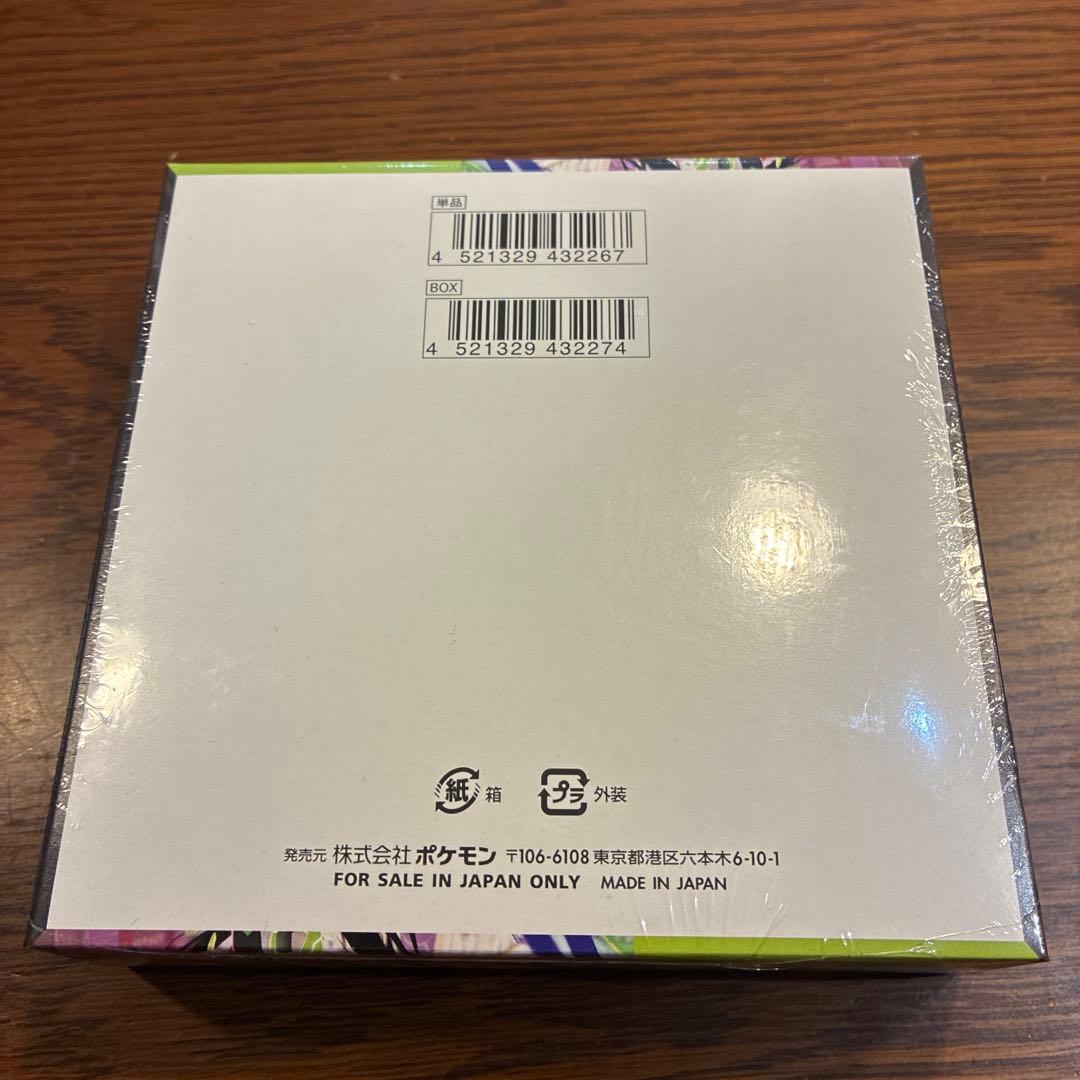 単品
4 521329 432267
BOX
4 521329 432274
紙 箱 プラ 外装
発売元 株式会社 ポケモン 〒106-6108 東京都港区六本木6-10-1
FOR SALE IN JAPAN ONLY MADE IN JAPAN